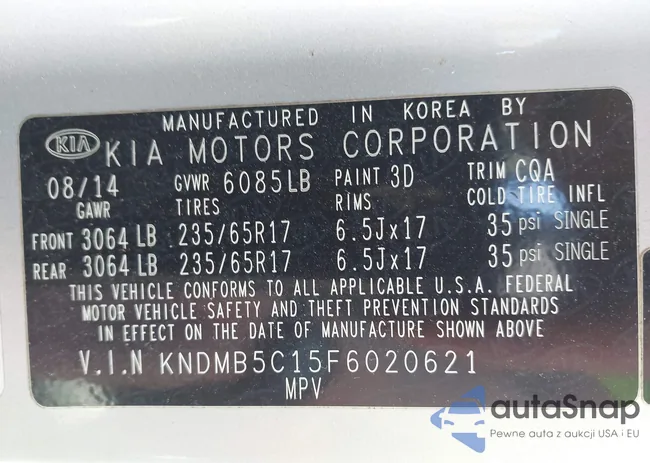 MANUFACTURED IN KOREA BY
KIA KIA MOTORS CORPORATION
08/14 GVWR 6085LB PAINT 3D TRIM CQA
GAWR TIRES RIMS COLD TIRE INFL
FRONT 3064 LB 235/65R17 6.5Jx17 35 psi SINGLE
REAR 3064 LB 235/65R17 6.5Jx17 35 psi SINGLE
THIS VEHICLE CONFORMS TO ALL APPLICABLE U.S.A. FEDERAL
MOTOR VEHICLE SAFETY AND THEFT PREVENTION STANDARDS
IN EFFECT ON THE DATE OF MANUFACTURE SHOWN ABOVE
V.I.N KNDMB5C15F6020621
MPV
autaSnap
Pewne auta z aukcji USA i EU